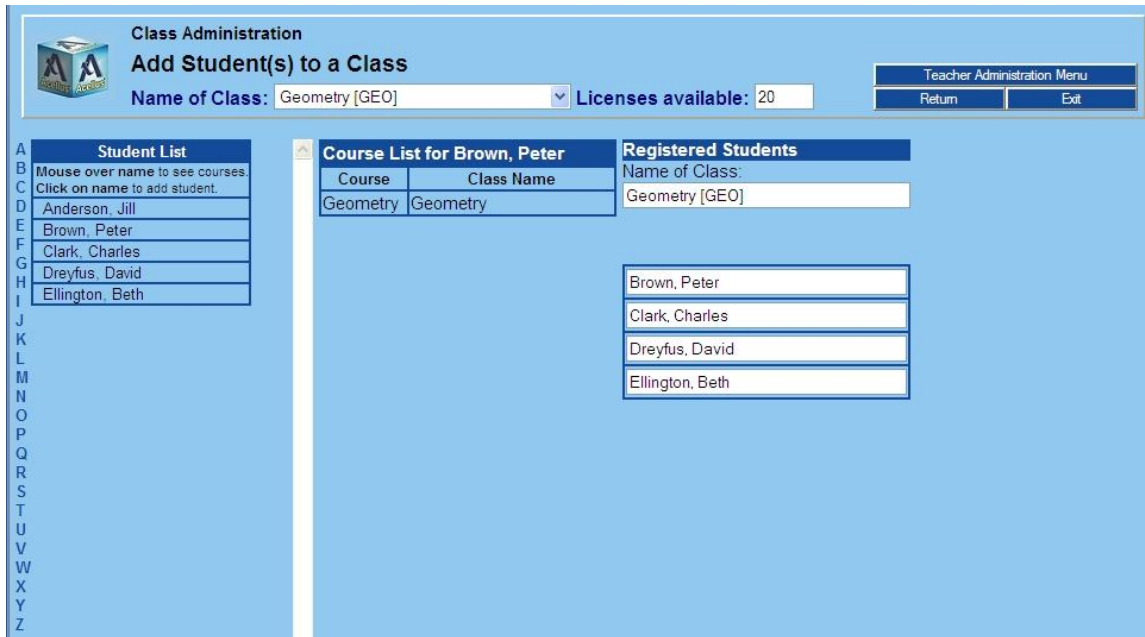 Class Administration
Add Student(s) to a Class
Name of Class: Geometry [GEO] Licenses available: 20
Teacher Administration Menu
Return Exit
A
B
C
D
E
F
G
H
I
J
K
L
M
N
O
P
Q
R
S
T
U
V
W
X
Y
Z
Student List
Mouse over name to see courses.
Click on name to add student.
Anderson, Jill
Brown, Peter
Clark, Charles
Dreyfus, David
Ellington, Beth
Course List for Brown, Peter
Course Class Name
Geometry Geometry
Registered Students
Name of Class:
Geometry [GEO]
Brown, Peter
Clark, Charles
Dreyfus, David
Ellington, Beth